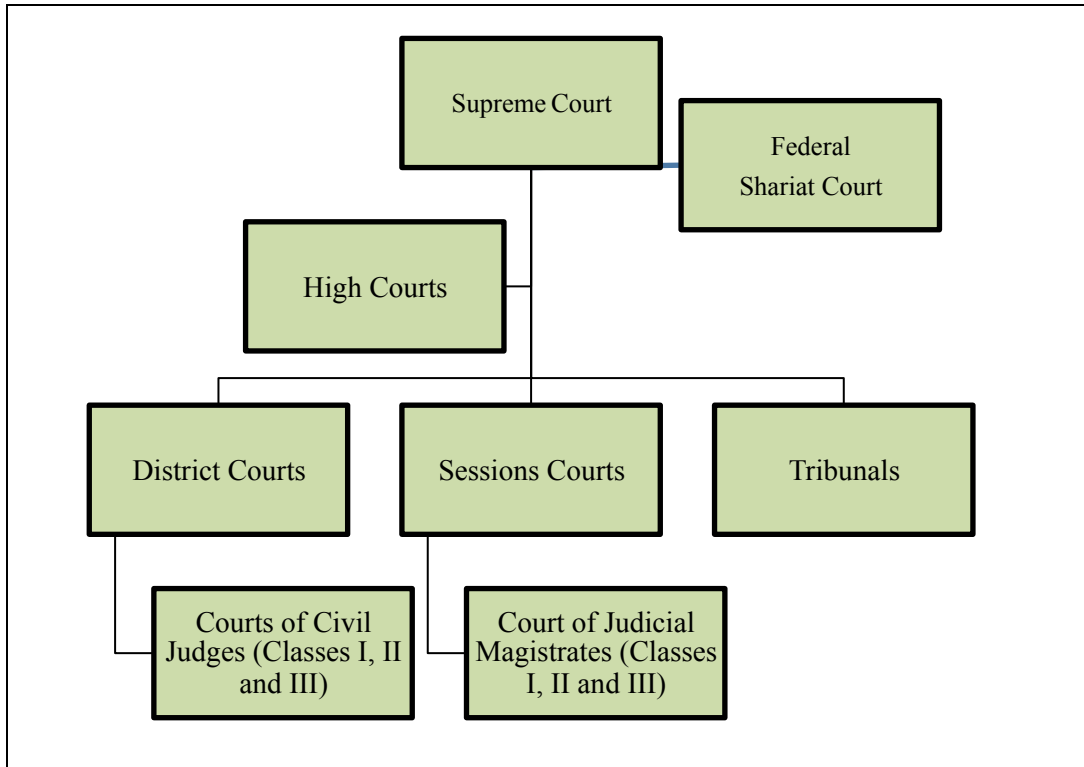 Supreme Court
Federal
Shariat Court
High Courts
District Courts
Sessions Courts
Tribunals
Courts of Civil
Judges (Classes I, II
and III)
Court of Judicial
Magistrates (Classes
I, II and III)